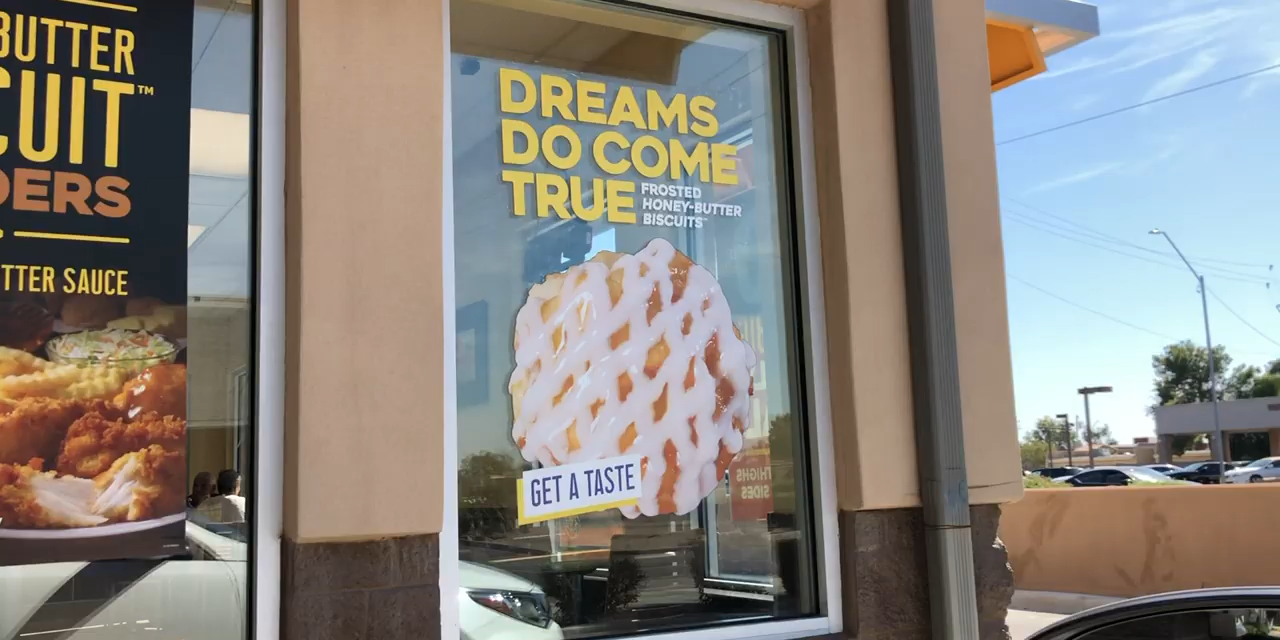 BUTTER
CUIT™
DERS
TTER SAUCE
DREAMS
DO COME
TRUE
FROSTED
HONEY-BUTTER
BISCUITS™
GET A TASTE
THIGHS
SIDES